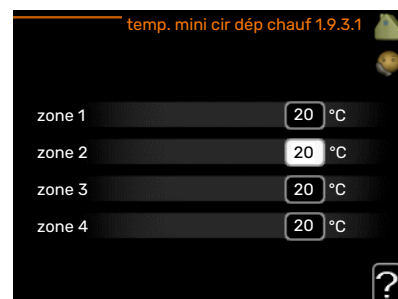 temp. mini cir dép chauf 1.9.3.1
zone 1 20 °C
zone 2 20 °C
zone 3 20 °C
zone 4 20 °C
?